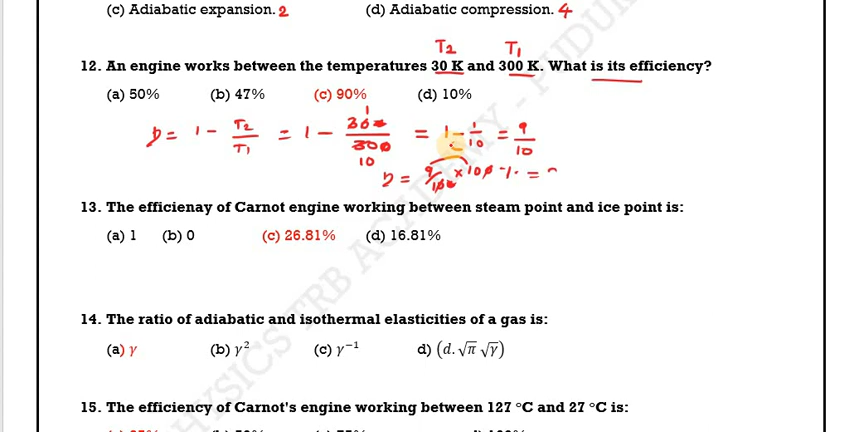 (c) Adiabatic expansion. 2 (d) Adiabatic compression. 4
T2 T1
12. An engine works between the temperatures 30 K and 300 K. What is its efficiency?
(a) 50% (b) 47% (c) 90% (d) 10%
= 1 - T2/T1 = 1 - 30/300 = 1 - 1/10 = 9/10
1
10
= 9/10 × 100 % =
13. The efficienay of Carnot engine working between steam point and ice point is:
(a) 1 (b) 0 (c) 26.81% (d) 16.81%
14. The ratio of adiabatic and isothermal elasticities of a gas is:
(a) γ (b) γ² (c) γ⁻¹ d) (d. √π √γ)
15. The efficiency of Carnot's engine working between 127 °C and 27 °C is: